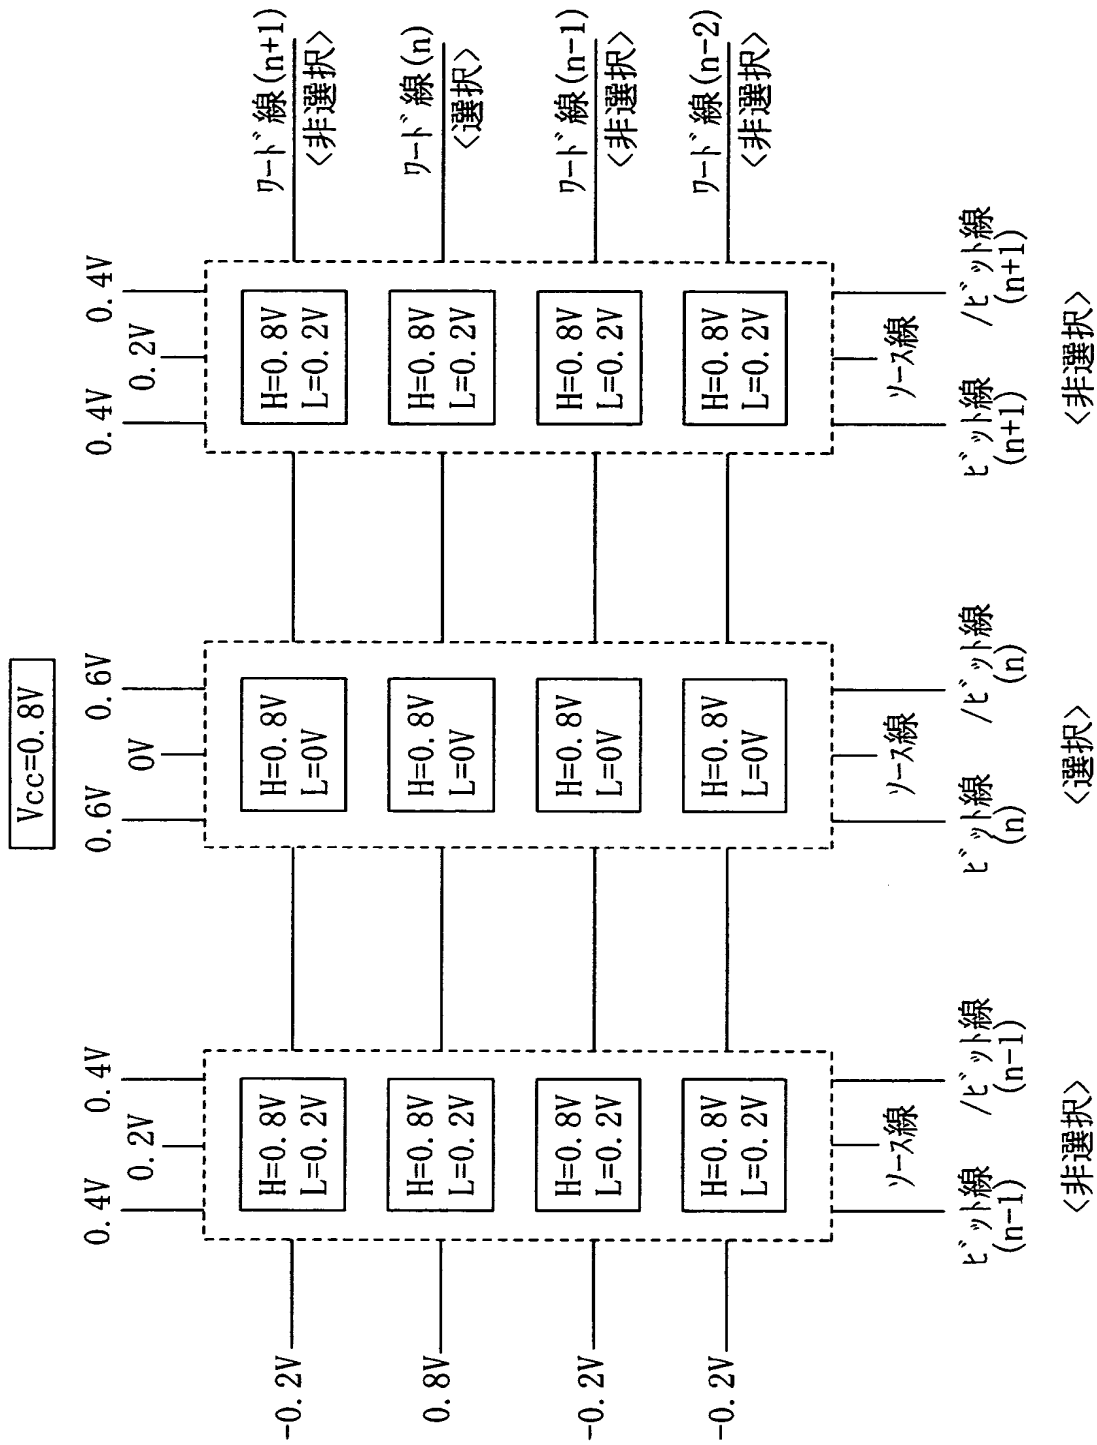 Vcc=0.8V
0.4V 0.4V 0.6V 0.6V 0.4V 0.4V
0.2V 0V 0.2V
H=0.8V H=0.8V H=0.8V ワード線(n+1)
-0.2V L=0.2V L=0V L=0.2V <非選択>
H=0.8V H=0.8V H=0.8V ワード線(n)
0.8V L=0.2V L=0V L=0.2V <選択>
H=0.8V H=0.8V H=0.8V ワード線(n-1)
-0.2V L=0.2V L=0V L=0.2V <非選択>
H=0.8V H=0.8V H=0.8V ワード線(n-2)
-0.2V L=0.2V L=0V L=0.2V <非選択>
ソース線 ソース線 ソース線
ビット線 /ビット線 ビット線 /ビット線 ビット線 /ビット線
(n-1) (n-1) (n) (n) (n+1) (n+1)
<非選択> <選択> <非選択>